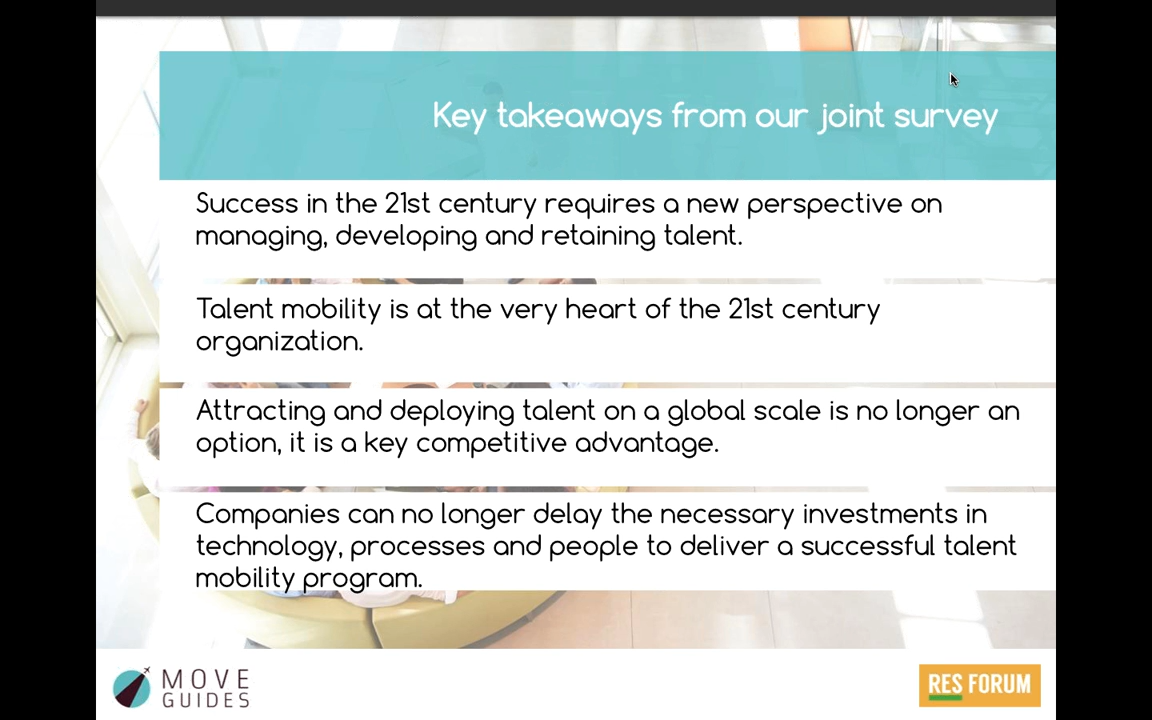 Key takeaways from our joint survey
Success in the 21st century requires a new perspective on
managing, developing and retaining talent.
Talent mobility is at the very heart of the 21st century
organization.
Attracting and deploying talent on a global scale is no longer an
option, it is a key competitive advantage.
Companies can no longer delay the necessary investments in
technology, processes and people to deliver a successful talent
mobility program.
MOVE
GUIDES
RES FORUM